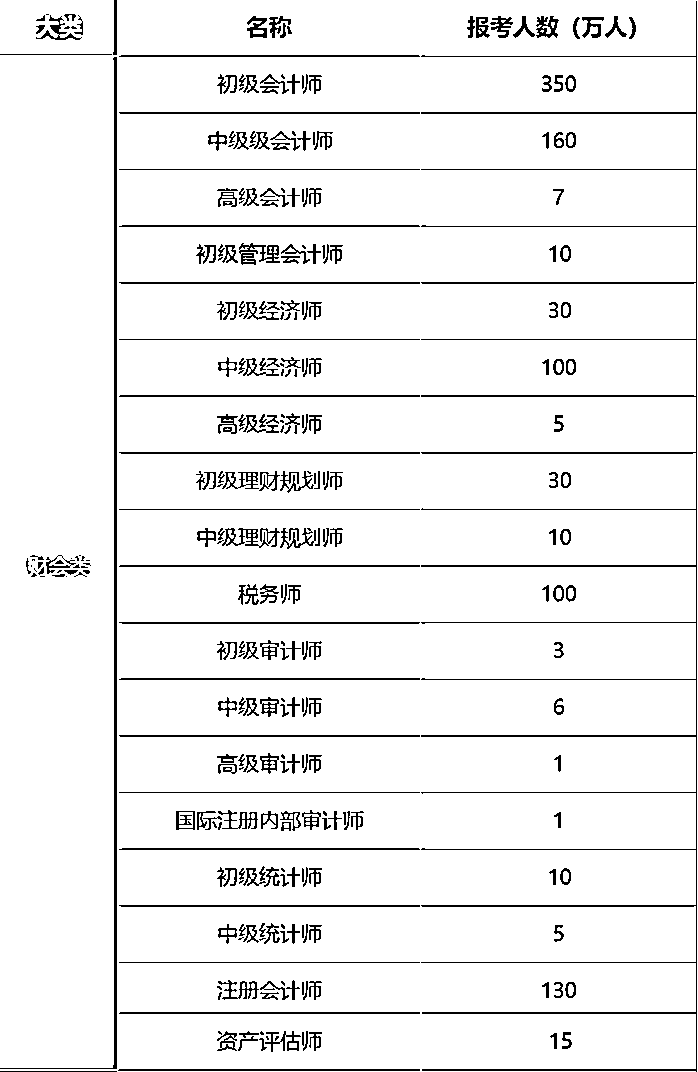 大类 名称 报考人数（万人）
初级会计师 350
中级级会计师 160
高级会计师 7
初级管理会计师 10
初级经济师 30
中级经济师 100
高级经济师 5
初级理财规划师 30
中级理财规划师 10
财会类
税务师 100
初级审计师 3
中级审计师 6
高级审计师 1
国际注册内部审计师 1
初级统计师 10
中级统计师 5
注册会计师 130
资产评估师 15